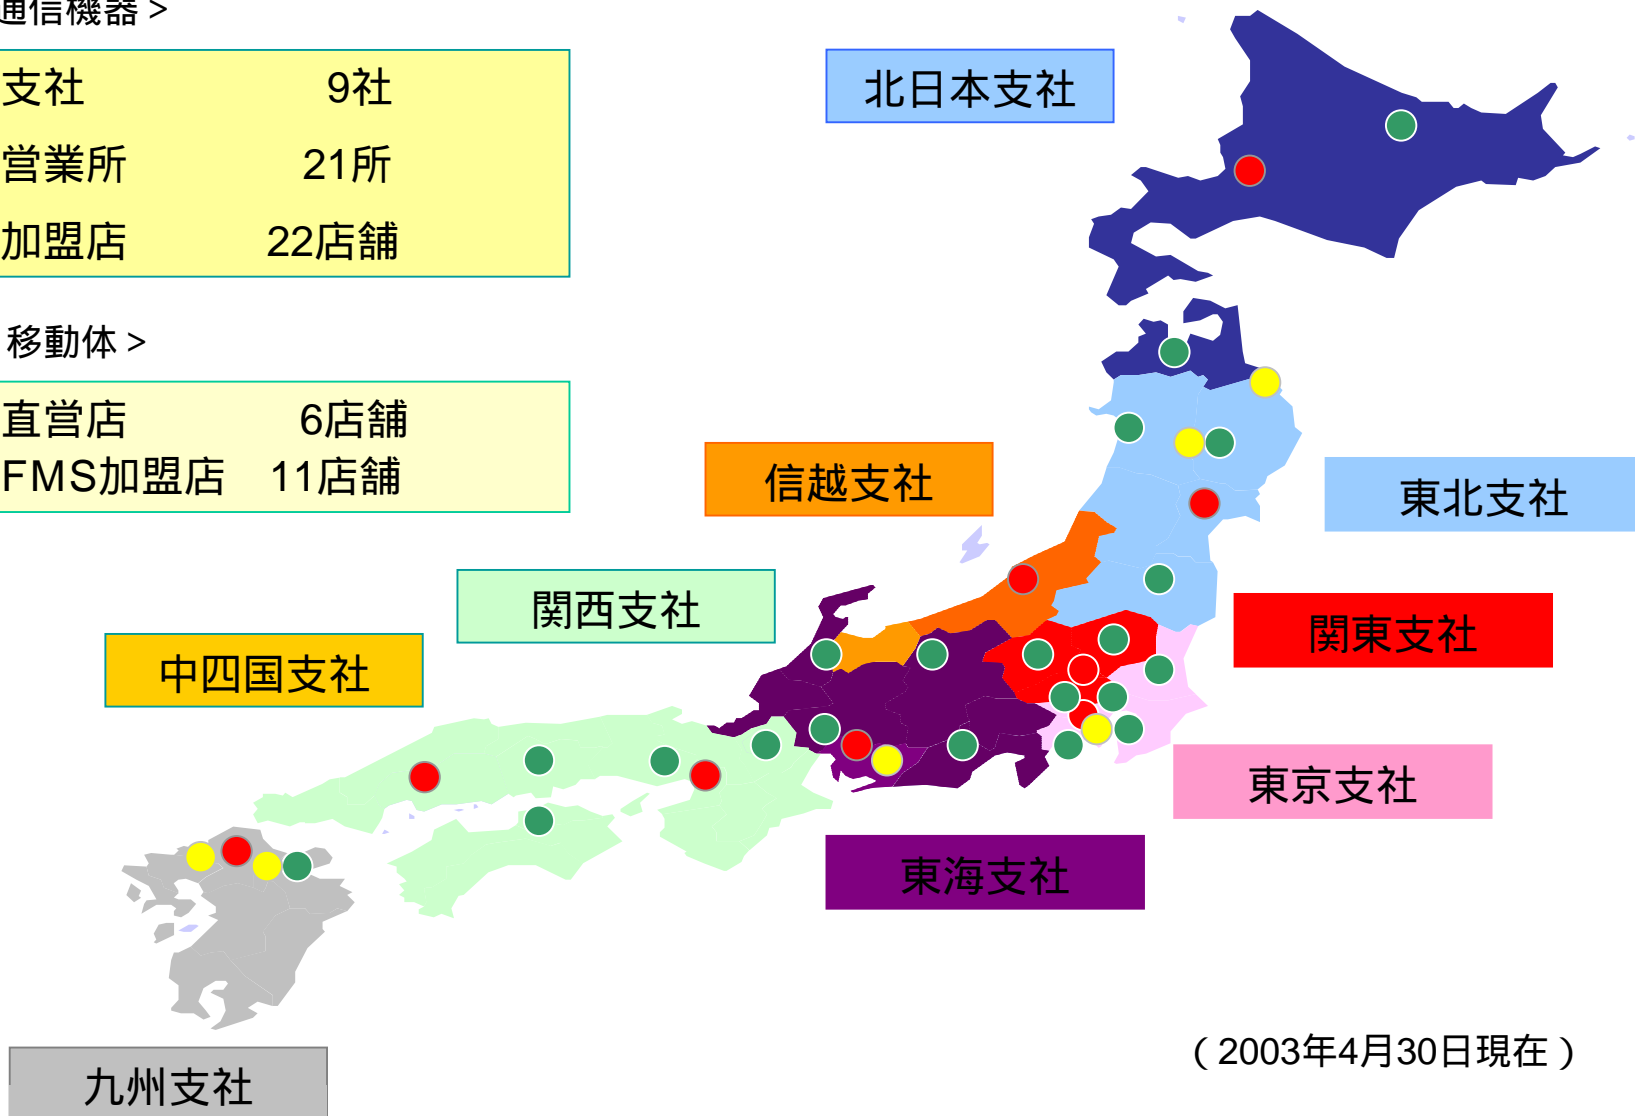 通信機器 >
支社 9社
営業所 21所
加盟店 22店舗
移動体 >
直営店 6店舗
FMS加盟店 11店舗
北日本支社
信越支社
東北支社
関西支社
関東支社
中四国支社
東京支社
東海支社
九州支社
（2003年4月30日現在）